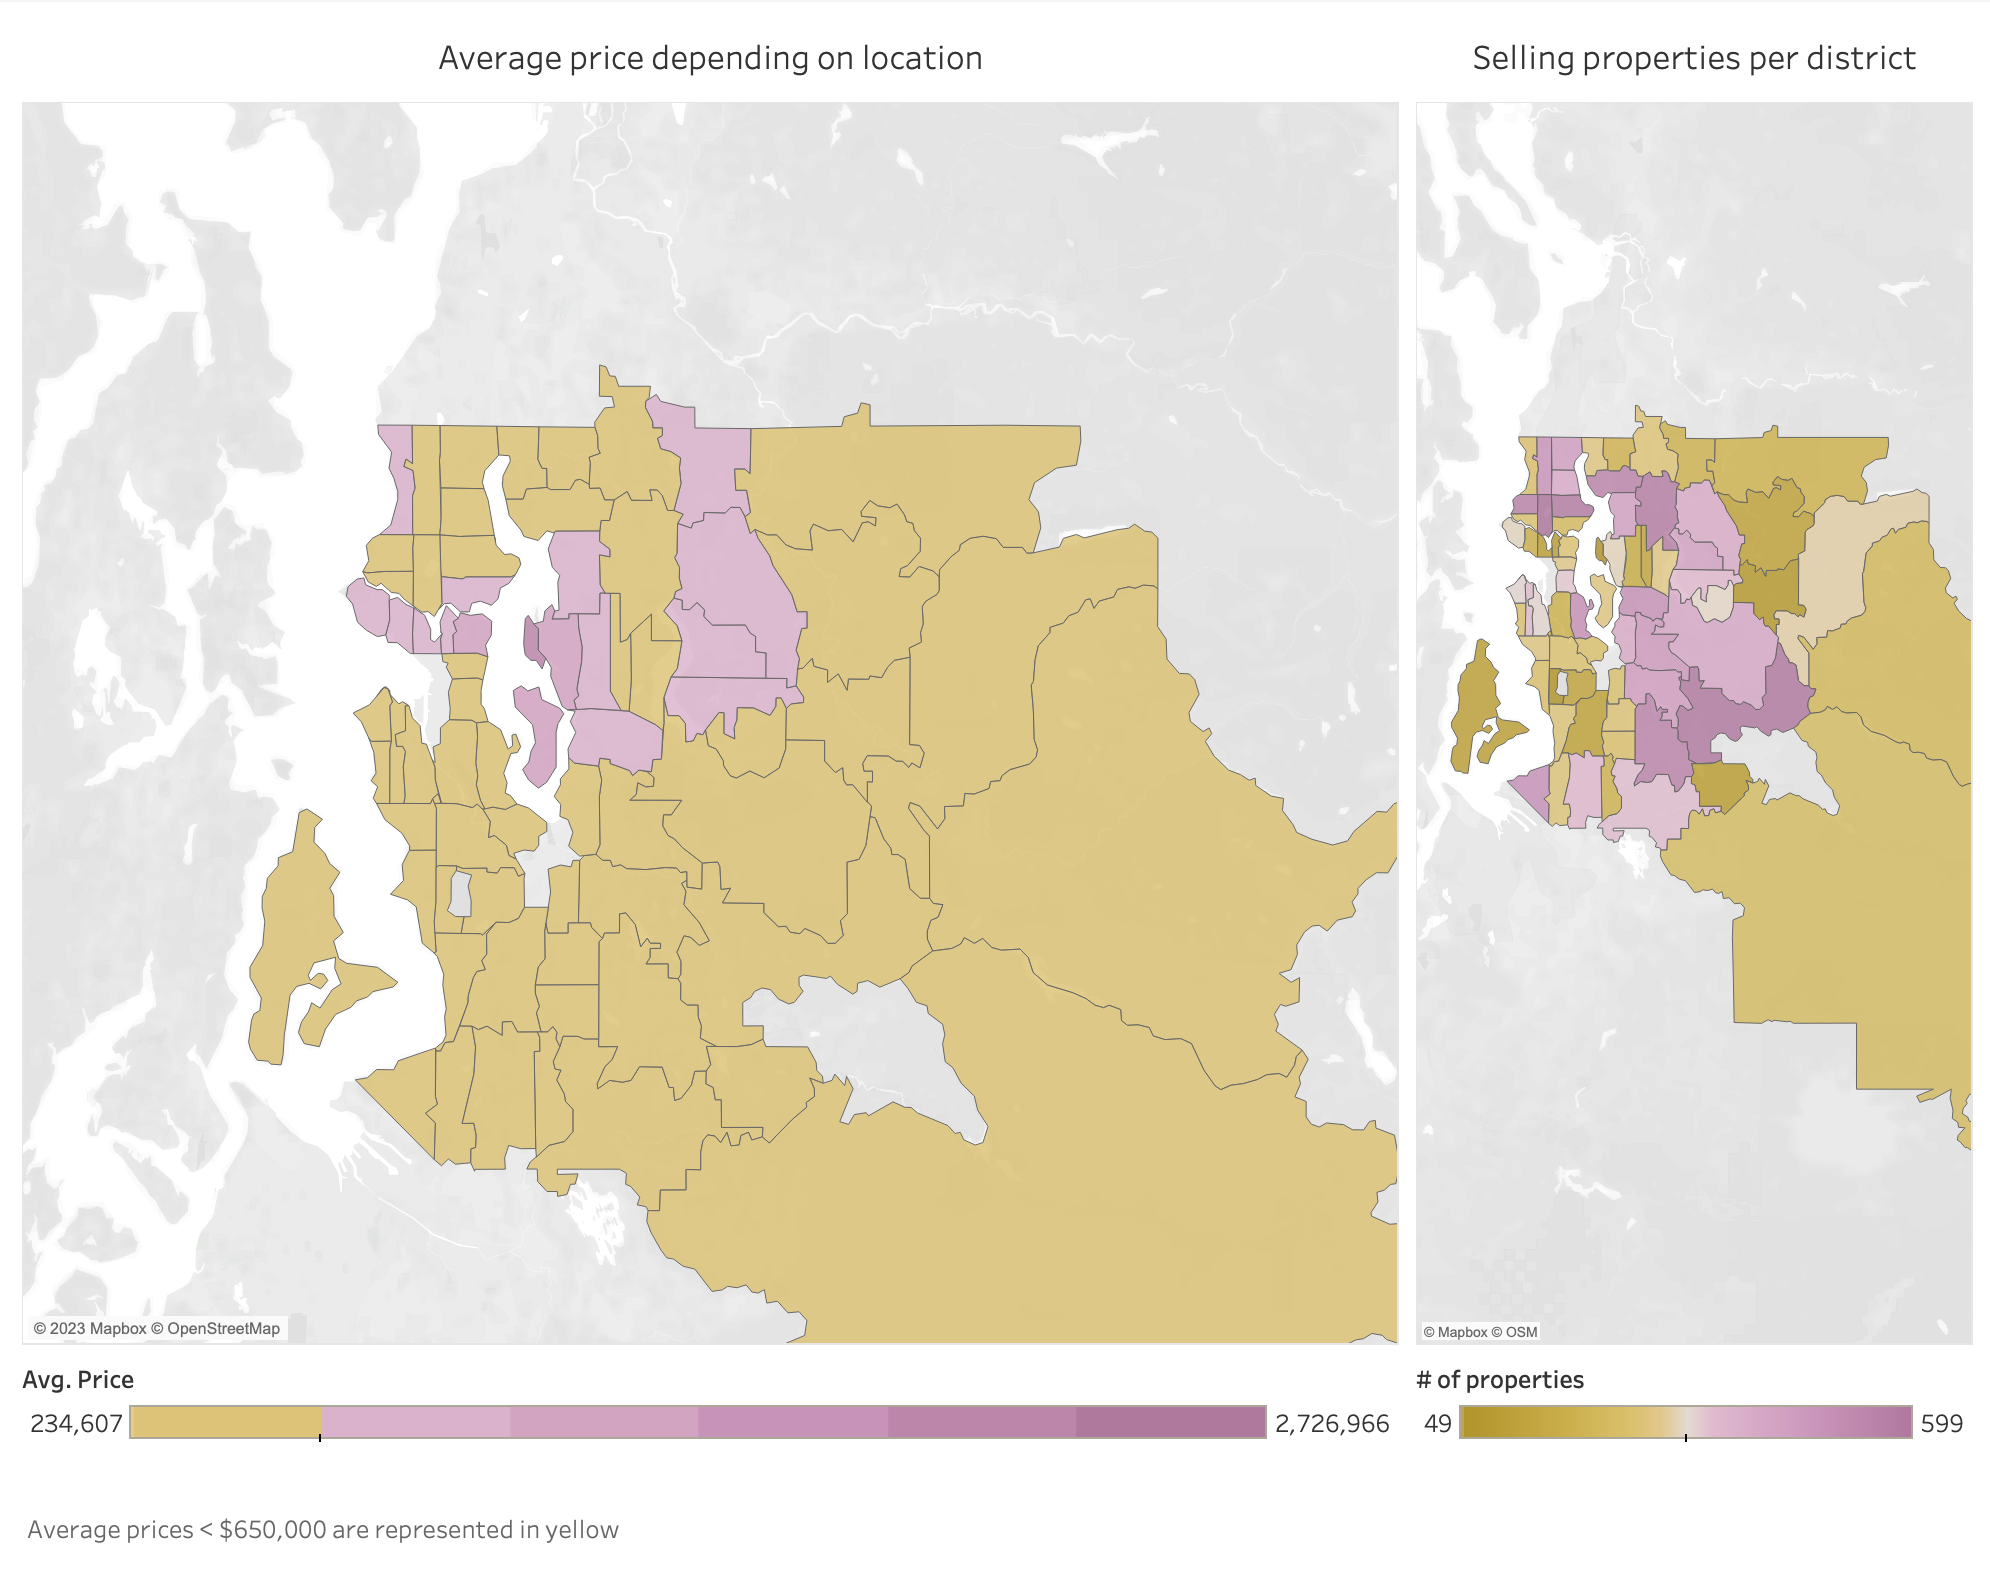 Average price depending on location
Selling properties per district
© 2023 Mapbox © OpenStreetMap
© Mapbox © OSM
Avg. Price
234,607
2,726,966
# of properties
49
599
Average prices < $650,000 are represented in yellow